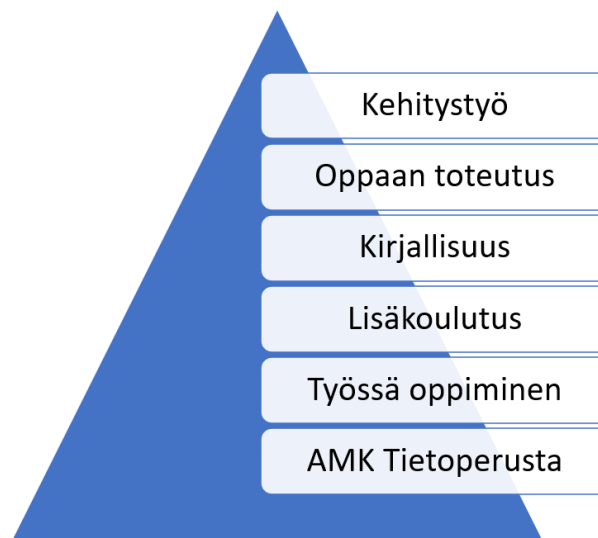 Kehitystyö
Oppaan toteutus
Kirjallisuus
Lisäkoulutus
Työssä oppiminen
AMK Tietoperusta